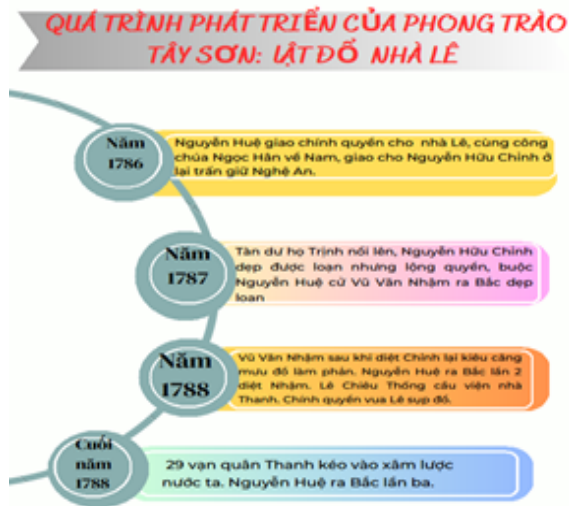 QUÁ TRÌNH PHÁT TRIỂN CỦA PHONG TRÀO
TÂY SƠN: LẬT ĐỔ NHÀ LÊ
Năm
1786
Nguyễn Huệ giao chính quyền cho nhà Lê, cùng công
chúa Ngọc Hân về Nam, giao cho Nguyễn Hữu Chỉnh ở
lại trấn giữ Nghệ An.
Năm
1787
Tàn dư họ Trịnh nổi lên, Nguyễn Hữu Chỉnh
dẹp được loạn nhưng lộng quyền, buộc
Nguyễn Huệ cử Vũ Văn Nhậm ra Bắc dẹp
loạn
Năm
1788
Vũ Văn Nhậm sau khi diệt Chỉnh lại kiêu căng
mưu đồ làm phản. Nguyễn Huệ ra Bắc lần 2
diệt Nhậm. Lê Chiêu Thống cầu viện nhà
Thanh. Chính quyền vua Lê sụp đổ.
Cuối
năm
1788
29 vạn quân Thanh kéo vào xâm lược
nước ta. Nguyễn Huệ ra Bắc lần ba.